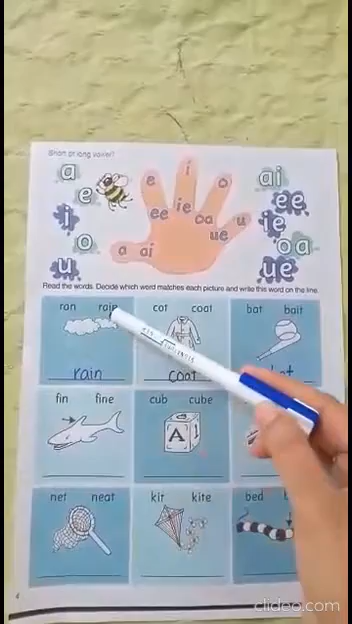 Short or long vowel?
a
e
i
o
u
e
i
o
u
a
ee
ie
oa
ue
ai
ai
ee
ie
oa
ue
Read the words. Decide which word matches each picture and write this word on the line.
ran rain
cot coat
bat bait
rain
coat
fin fine
cub cube
A
net neat
kit kite
bed
4
clideo.com